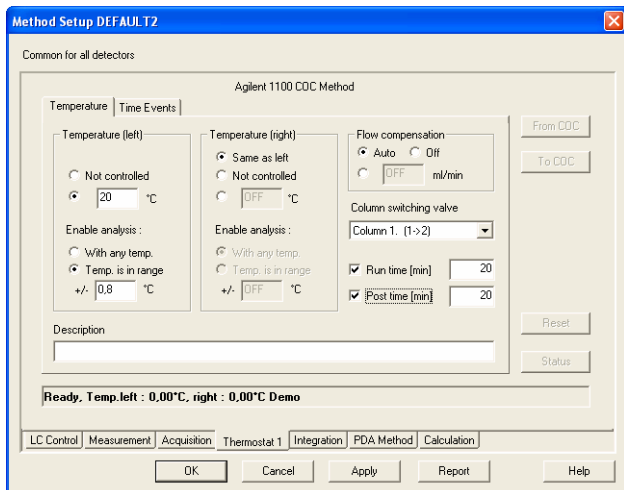 Method Setup DEFAULT2
Common for all detectors
Agilent 1100 COC Method
Temperature
Time Events
Temperature (left)
Not controlled
20 °C
Enable analysis :
With any temp.
Temp. is in range
+/- 0,8 °C
Temperature (right)
Same as left
Not controlled
OFF °C
Enable analysis :
With any temp.
Temp. is in range
+/- OFF °C
Flow compensation
Auto Off
OFF ml/min
Column switching valve
Column 1. (1->2)
Run time [min] 20
Post time [min] 20
From COC
To COC
Reset
Status
Description
Ready, Temp.left : 0,00°C, right : 0,00°C Demo
LC Control Measurement Acquisition Thermostat 1 Integration PDA Method Calculation
OK Cancel Apply Report Help